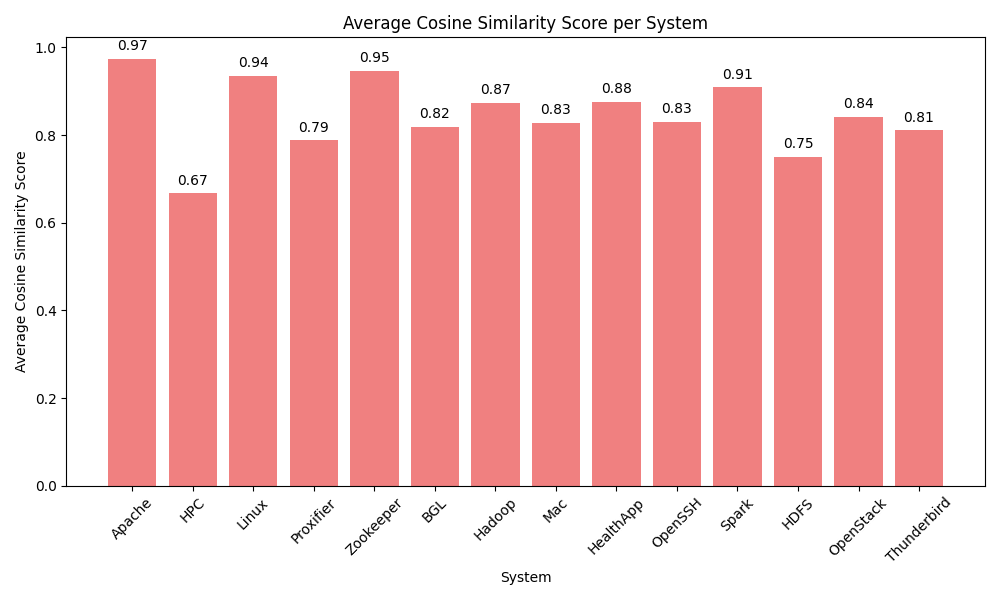 Average Cosine Similarity Score per System
Average Cosine Similarity Score
1.0
0.8
0.6
0.4
0.2
0.0
0.97
0.67
0.94
0.79
0.95
0.82
0.87
0.83
0.88
0.83
0.91
0.75
0.84
0.81
Apache
HPC
Linux
Proxifier
Zookeeper
BGL
Hadoop
Mac
HealthApp
OpenSSH
Spark
HDFS
OpenStack
Thunderbird
System